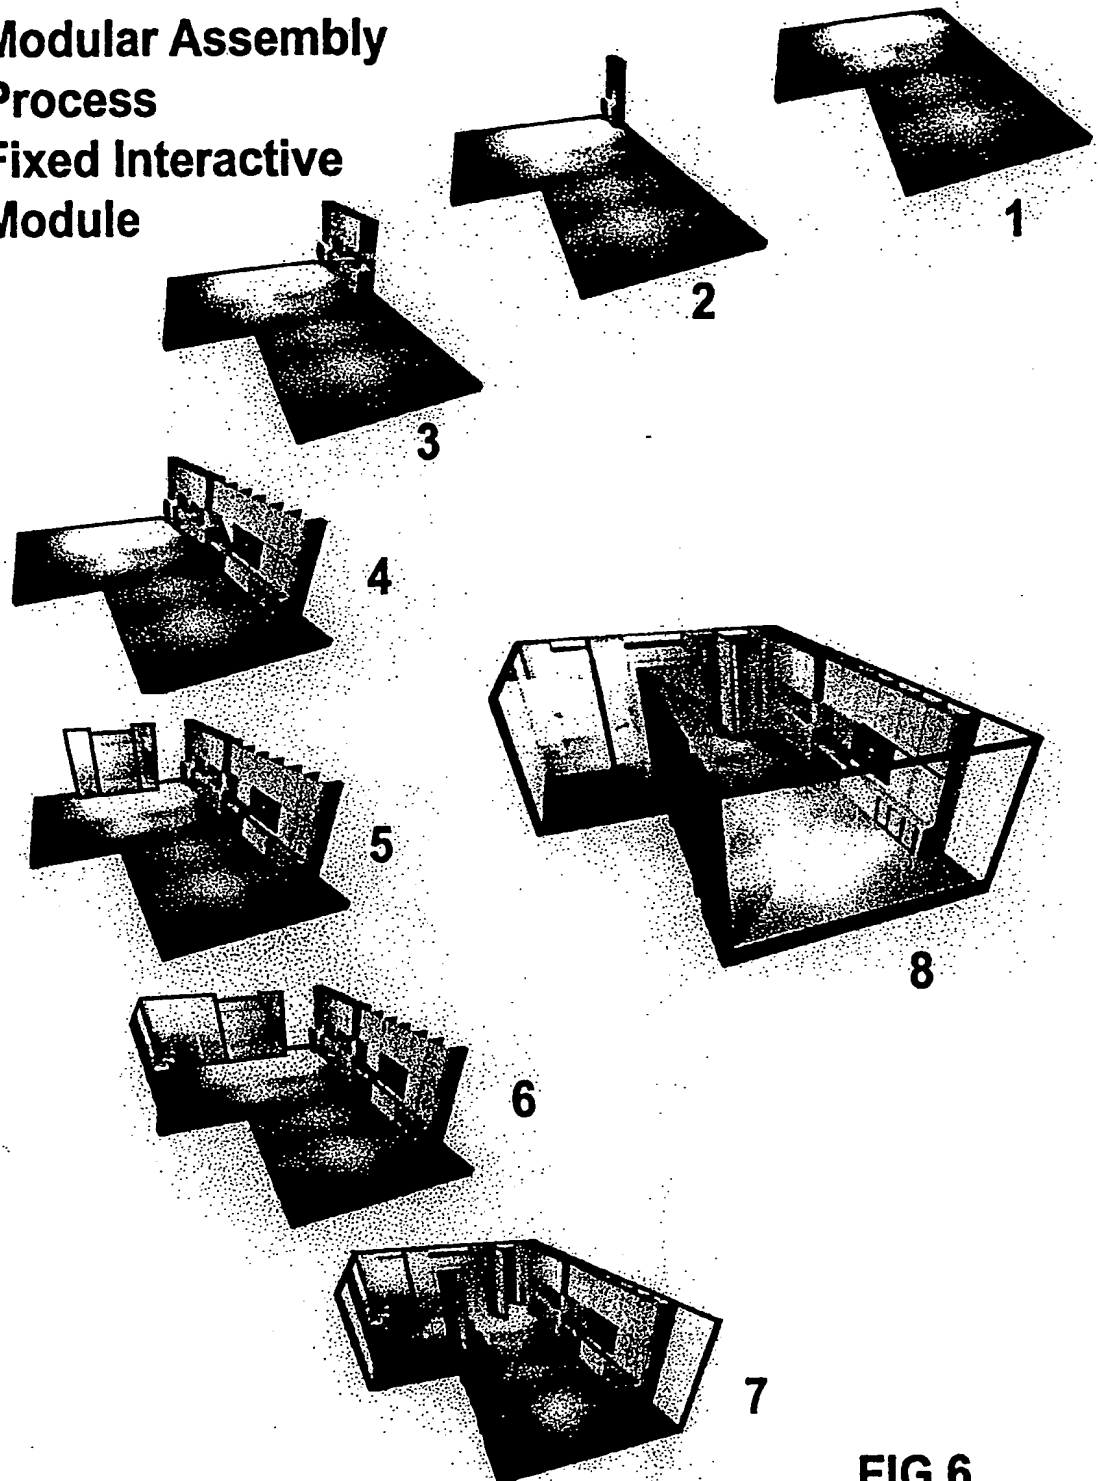 Modular Assembly
Process
Fixed Interactive
Module
1
2
3
4
5
6
7
8
FIG 6